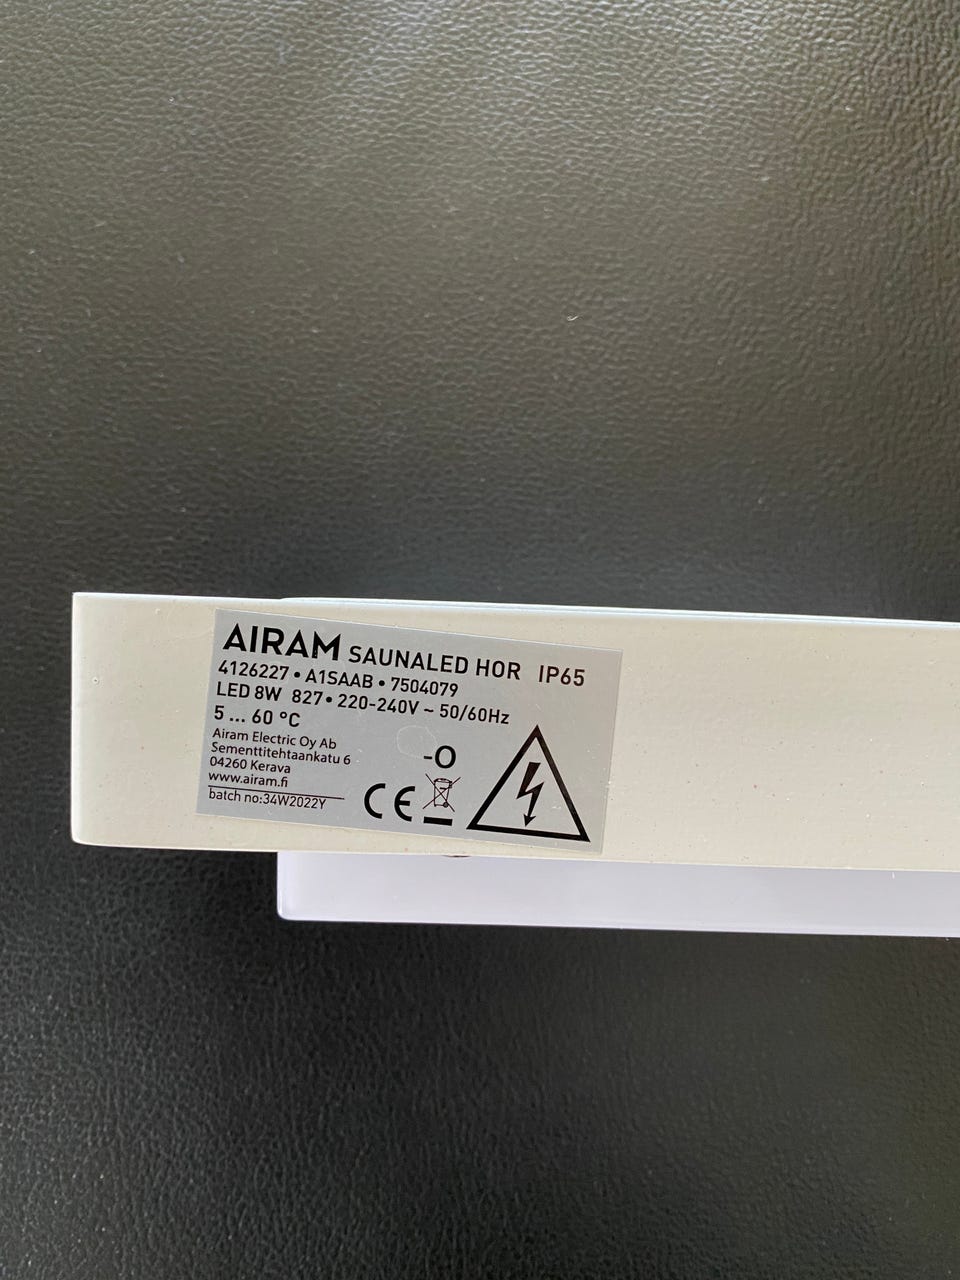 AIRAM SAUNALED HOR IP65
4126227 • A1SAAB • 7504079
LED 8W 827 • 220-240V ~ 50/60Hz
5 ... 60 °C
Airam Electric Oy Ab
Sementtitehtaankatu 6
04260 Kerava
www.airam.fi
batch no:34W2022Y
-O
CE